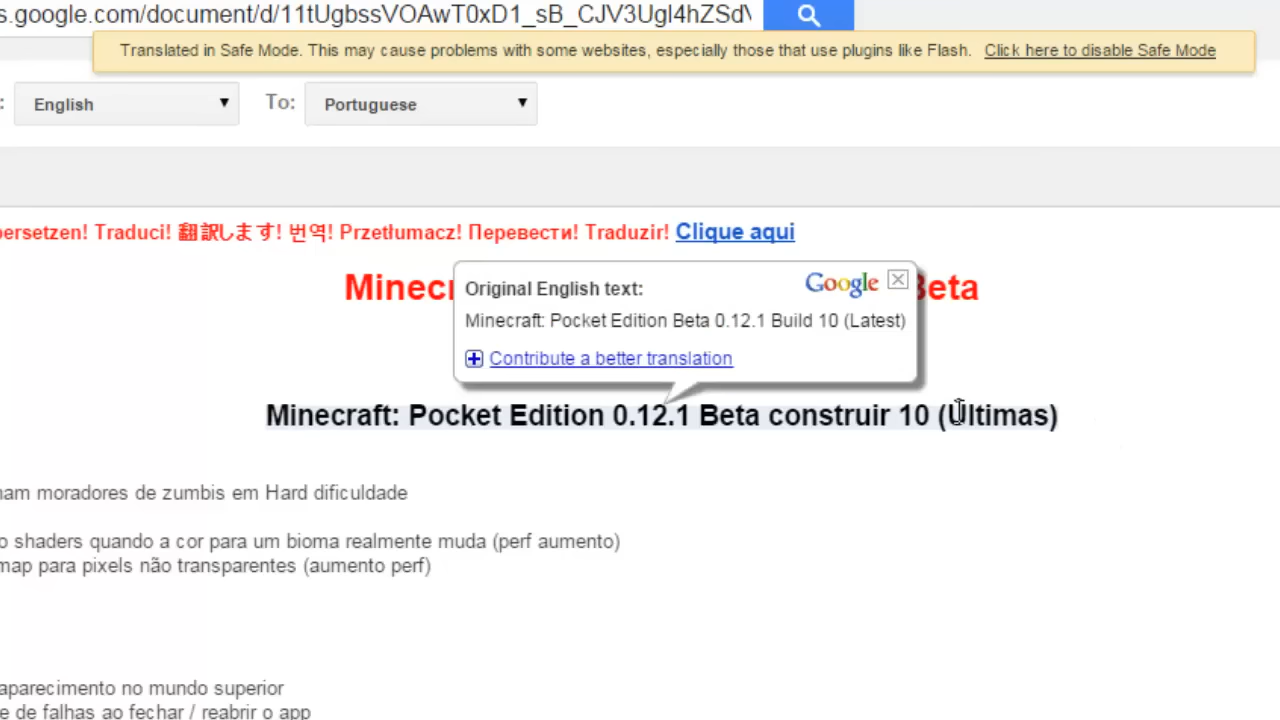 s.google.com/document/d/11tUgbssVOAwT0xD1_sB_CJV3Ugl4hZSd
Translated in Safe Mode. This may cause problems with some websites, especially those that use plugins like Flash. Click here to disable Safe Mode
: English To: Portuguese
ersetzen! Traduci! 翻訳します! 번역! Przetłumacz! Перевести! Traduzir! Clique aqui
Minec Beta
Original English text: Google
Minecraft: Pocket Edition Beta 0.12.1 Build 10 (Latest)
Contribute a better translation
Minecraft: Pocket Edition 0.12.1 Beta construir 10 (Últimas)
nam moradores de zumbis em Hard dificuldade
o shaders quando a cor para um bioma realmente muda (perf aumento)
map para pixels não transparentes (aumento perf)
aparecimento no mundo superior
e de falhas ao fechar / reabrir o app